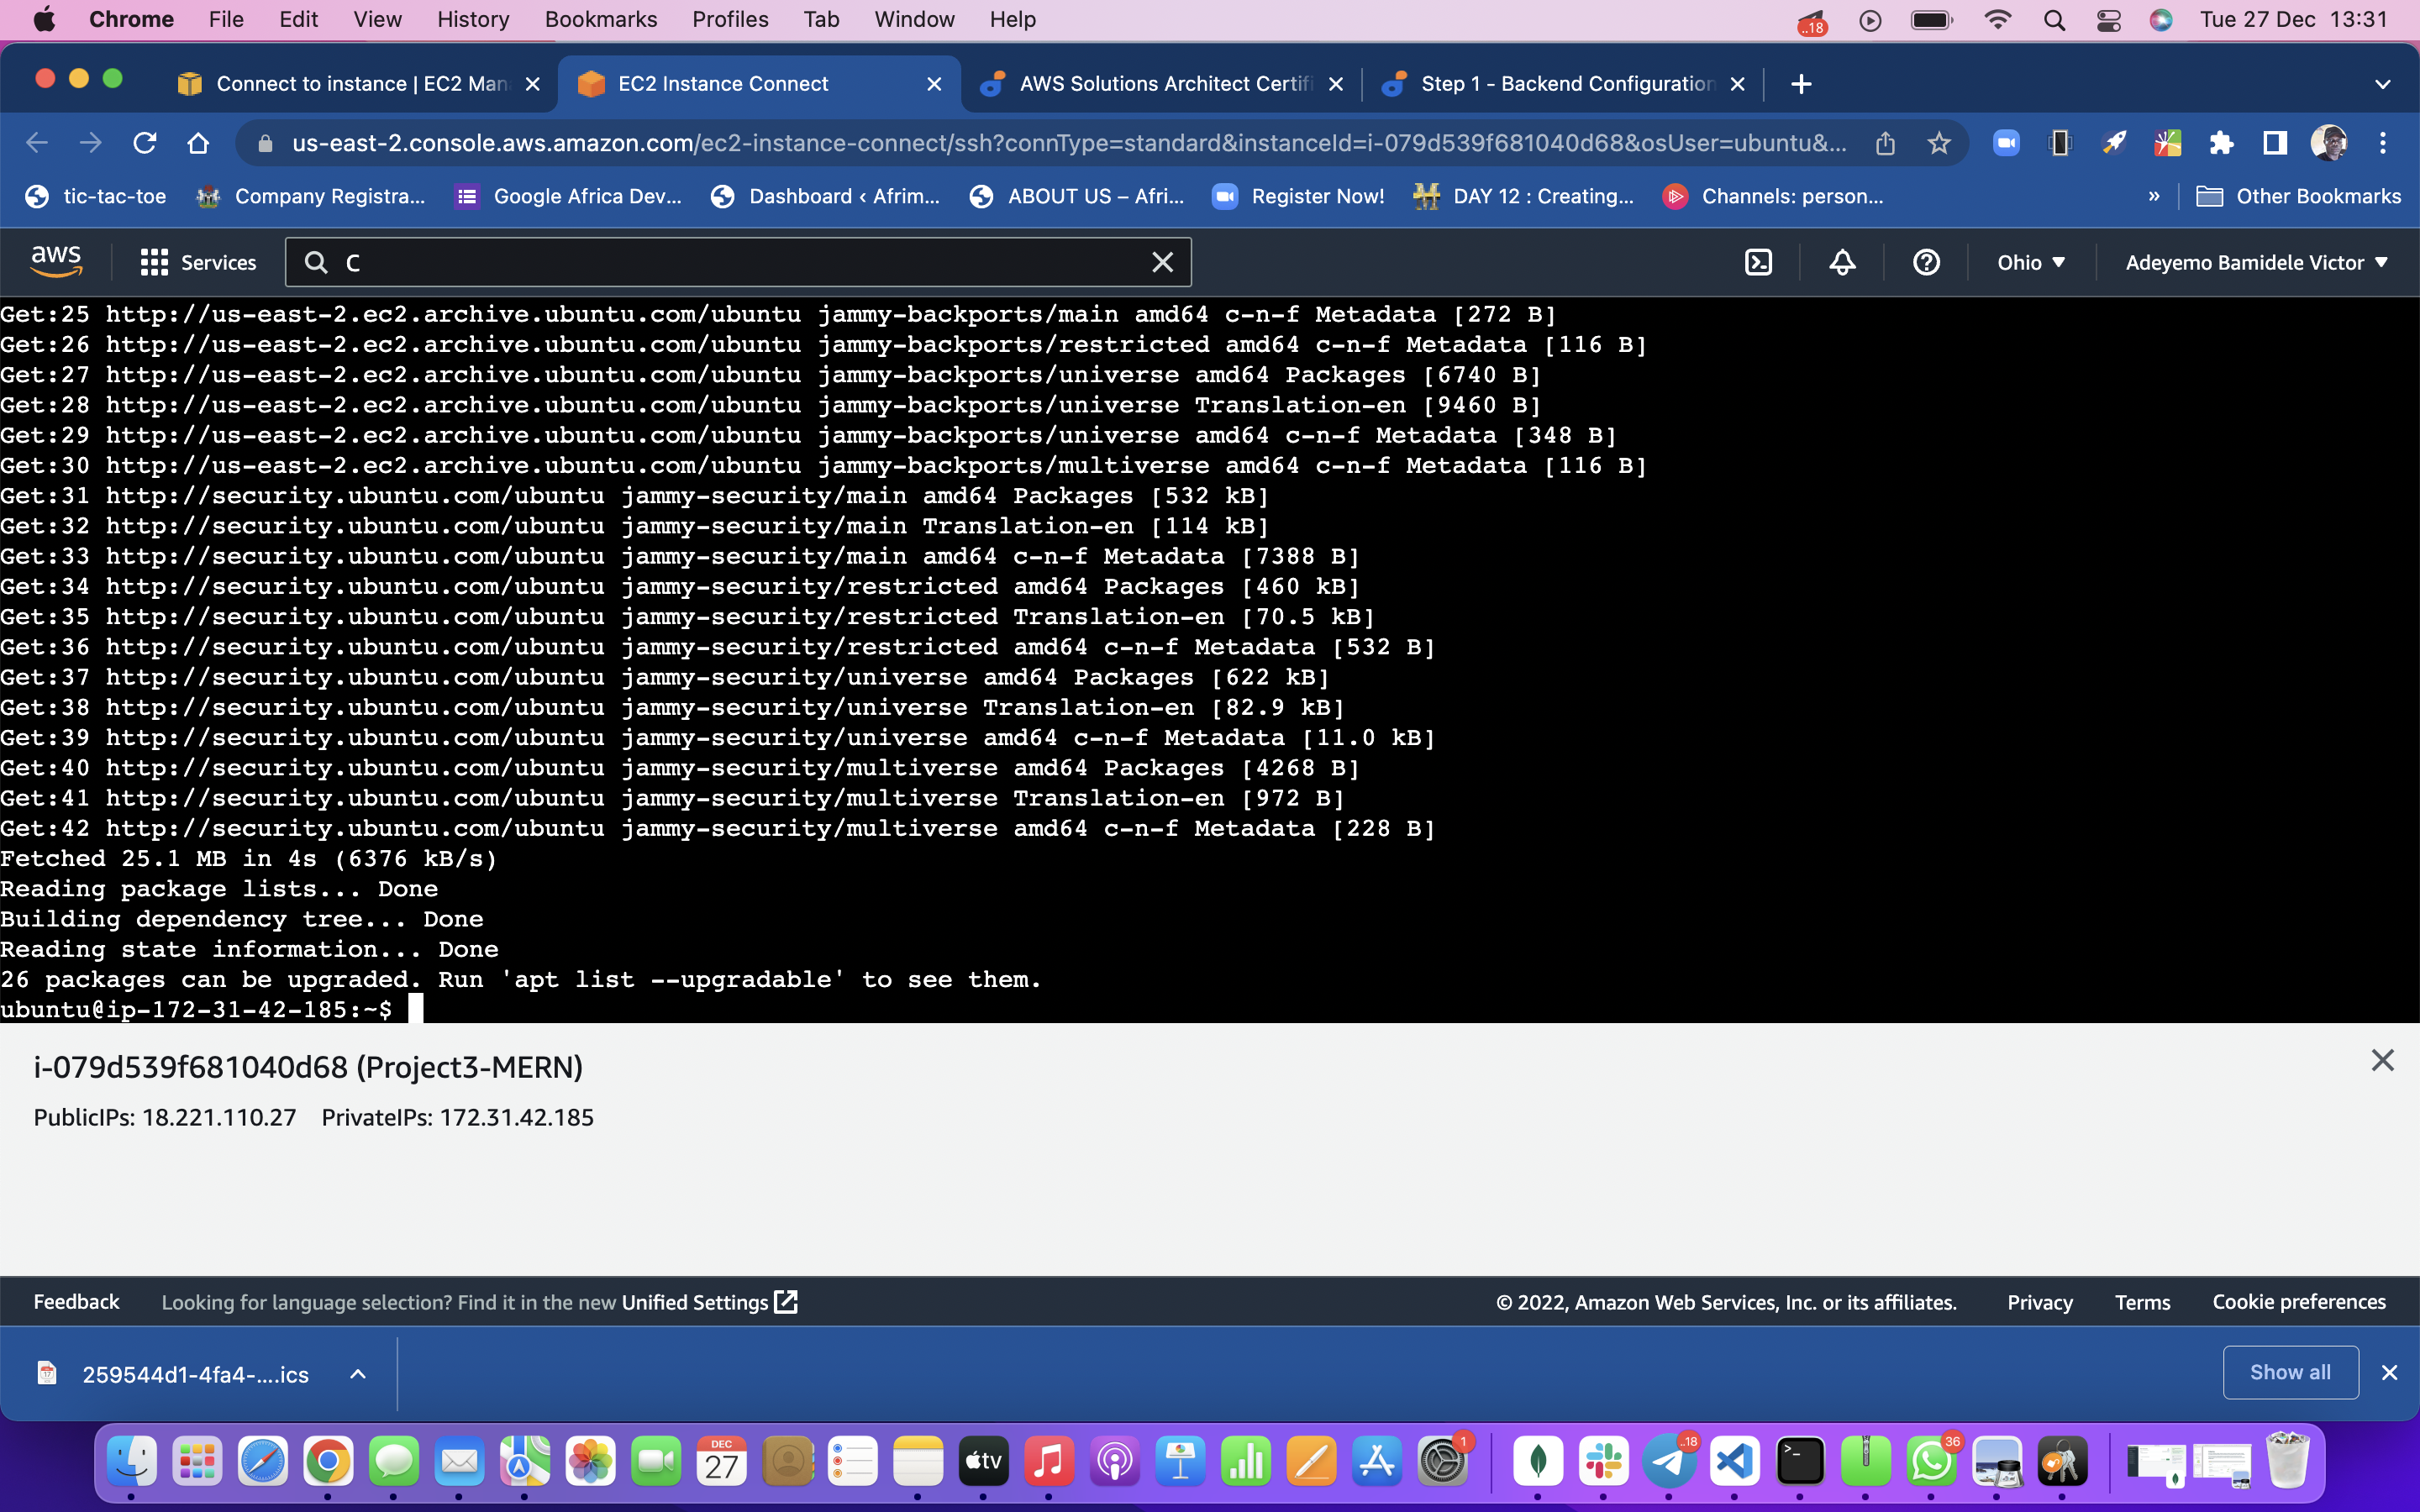 Chrome File Edit View History Bookmarks Profiles Tab Window Help ..18 Tue 27 Dec 13:31
Connect to instance | EC2 Man EC2 Instance Connect AWS Solutions Architect Certifi Step 1 - Backend Configuration
us-east-2.console.aws.amazon.com/ec2-instance-connect/ssh?connType=standard&instanceId=i-079d539f681040d68&osUser=ubuntu&...
tic-tac-toe Company Registra... Google Africa Dev... Dashboard ‹ Afrim... ABOUT US – Afri... Register Now! DAY 12 : Creating... Channels: person... » Other Bookmarks
aws Services C Ohio Adeyemo Bamidele Victor
Get:25 http://us-east-2.ec2.archive.ubuntu.com/ubuntu jammy-backports/main amd64 c-n-f Metadata [272 B]
Get:26 http://us-east-2.ec2.archive.ubuntu.com/ubuntu jammy-backports/restricted amd64 c-n-f Metadata [116 B]
Get:27 http://us-east-2.ec2.archive.ubuntu.com/ubuntu jammy-backports/universe amd64 Packages [6740 B]
Get:28 http://us-east-2.ec2.archive.ubuntu.com/ubuntu jammy-backports/universe Translation-en [9460 B]
Get:29 http://us-east-2.ec2.archive.ubuntu.com/ubuntu jammy-backports/universe amd64 c-n-f Metadata [348 B]
Get:30 http://us-east-2.ec2.archive.ubuntu.com/ubuntu jammy-backports/multiverse amd64 c-n-f Metadata [116 B]
Get:31 http://security.ubuntu.com/ubuntu jammy-security/main amd64 Packages [532 kB]
Get:32 http://security.ubuntu.com/ubuntu jammy-security/main Translation-en [114 kB]
Get:33 http://security.ubuntu.com/ubuntu jammy-security/main amd64 c-n-f Metadata [7388 B]
Get:34 http://security.ubuntu.com/ubuntu jammy-security/restricted amd64 Packages [460 kB]
Get:35 http://security.ubuntu.com/ubuntu jammy-security/restricted Translation-en [70.5 kB]
Get:36 http://security.ubuntu.com/ubuntu jammy-security/restricted amd64 c-n-f Metadata [532 B]
Get:37 http://security.ubuntu.com/ubuntu jammy-security/universe amd64 Packages [622 kB]
Get:38 http://security.ubuntu.com/ubuntu jammy-security/universe Translation-en [82.9 kB]
Get:39 http://security.ubuntu.com/ubuntu jammy-security/universe amd64 c-n-f Metadata [11.0 kB]
Get:40 http://security.ubuntu.com/ubuntu jammy-security/multiverse amd64 Packages [4268 B]
Get:41 http://security.ubuntu.com/ubuntu jammy-security/multiverse Translation-en [972 B]
Get:42 http://security.ubuntu.com/ubuntu jammy-security/multiverse amd64 c-n-f Metadata [228 B]
Fetched 25.1 MB in 4s (6376 kB/s)
Reading package lists... Done
Building dependency tree... Done
Reading state information... Done
26 packages can be upgraded. Run 'apt list --upgradable' to see them.
ubuntu@ip-172-31-42-185:~$
i-079d539f681040d68 (Project3-MERN)
PublicIPs: 18.221.110.27 PrivateIPs: 172.31.42.185
Feedback Looking for language selection? Find it in the new Unified Settings © 2022, Amazon Web Services, Inc. or its affiliates. Privacy Terms Cookie preferences
259544d1-4fa4-....ics Show all
DEC 27 tv 1 ..18 >_ 36